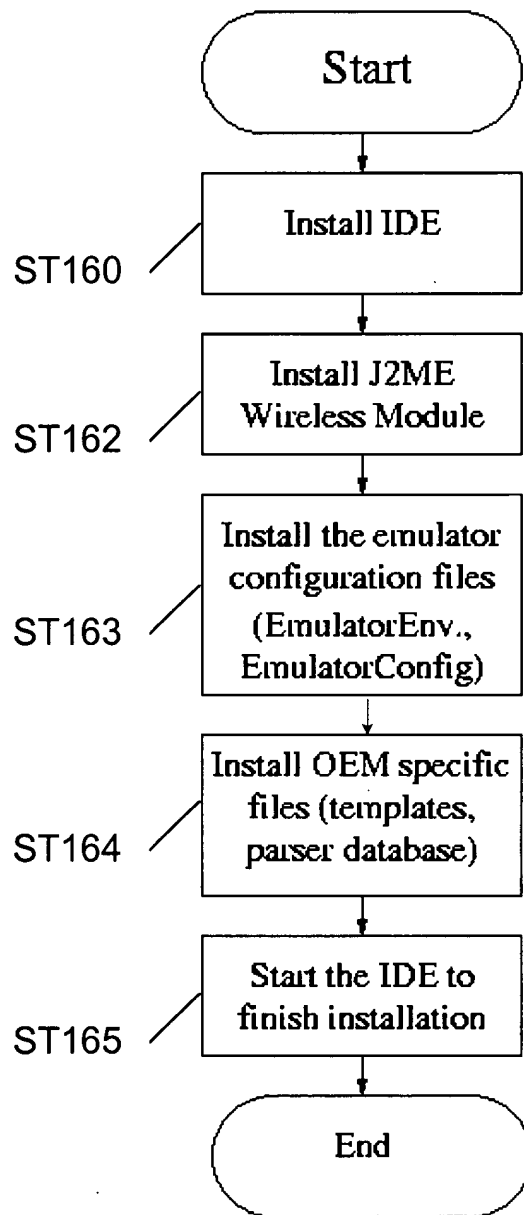 Start
Install IDE
ST160
Install J2ME
Wireless Module
ST162
Install the emulator
configuration files
(EmulatorEnv.,
EmulatorConfig)
ST163
Install OEM specific
files (templates,
parser database)
ST164
Start the IDE to
finish installation
ST165
End